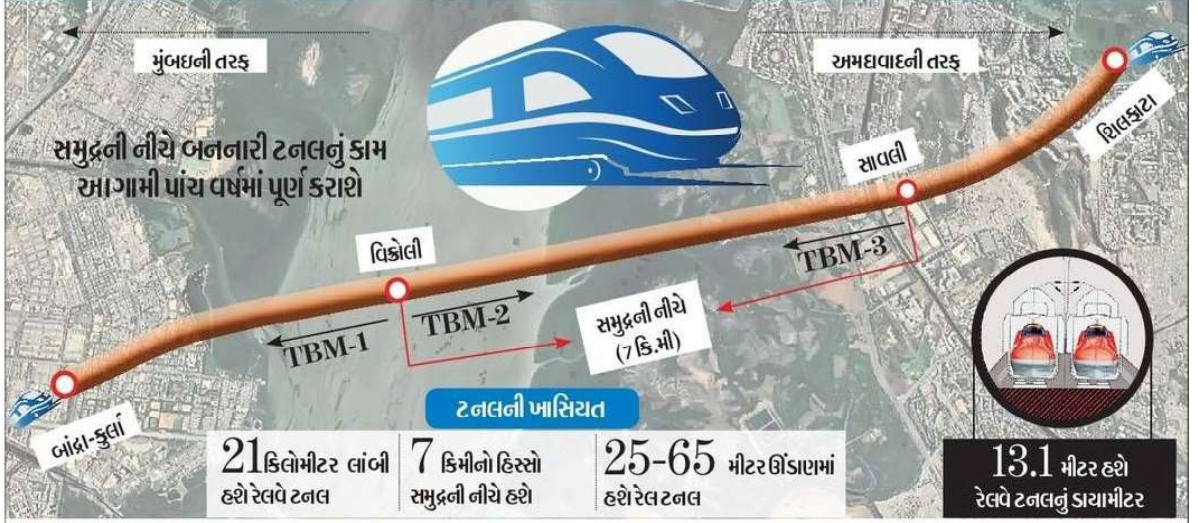 મુંબઇની તરફ
અમદાવાદની તરફ
શિલફાટા
સમુદ્રની નીચે બનનારી ટનલનું કામ
આગામી પાંચ વર્ષમાં પૂર્ણ કરાશે
સાવલી
વિક્રોલી
TBM-3
TBM-2
TBM-1
સમુદ્રની નીચે
(7 કિ.મી)
બાંદ્રા-કુર્લા
ટનલની ખાસિયત
21 કિલોમીટર લાંબી
હશે રેલવે ટનલ
7 કિમીનો હિસ્સો
સમુદ્રની નીચે હશે
25-65 મીટર ઊંડાણમાં
હશે રેલ ટનલ
13.1 મીટર હશે
રેલવે ટનલનું ડાયામીટર